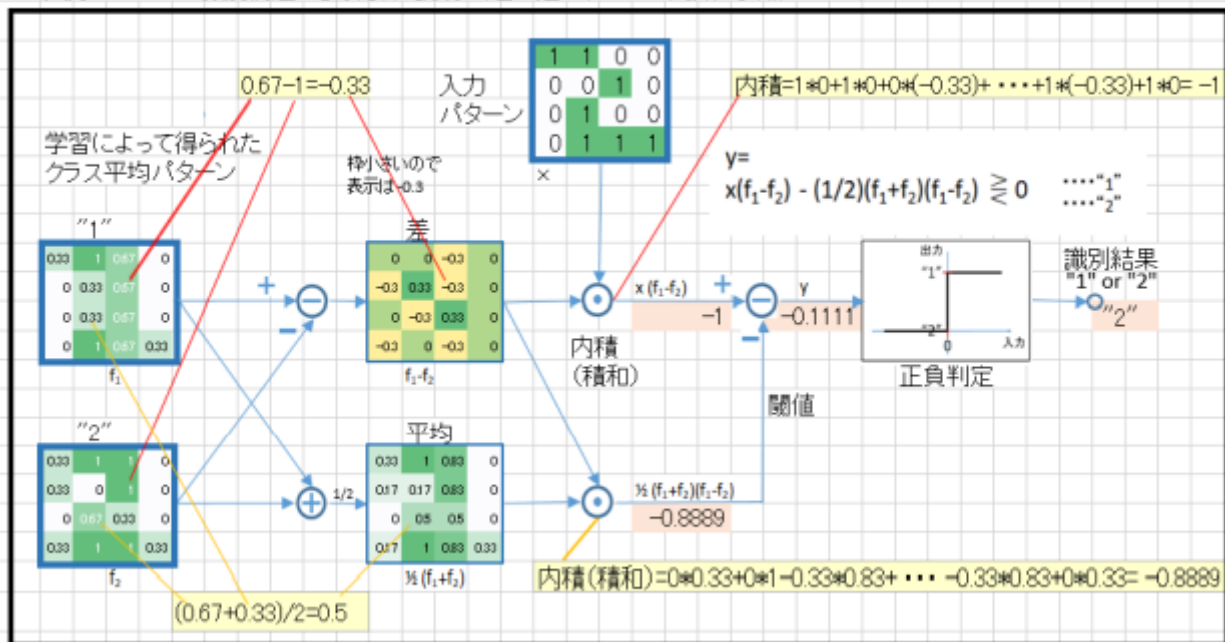 0.67-1=-0.33
入力
パターン
1 1 0 0
0 0 1 0
0 1 0 0
0 1 1 1
×
内積=1*0+1*0+0*(-0.33)+ ・・・+1*(-0.33)+1*0= -1
学習によって得られた
クラス平均パターン
枠小さいので
表示は-0.3
y=
x(f₁-f₂) - (1/2)(f₁+f₂)(f₁-f₂) ≧≦ 0 ・・・・"1"
・・・・"2"
"1"
0.33 1 0.67 0
0 0.33 0.67 0
0 0.33 0.67 0
0 1 0.67 0.33
f₁
差
0 0 -0.3 0
-0.3 0.33 -0.3 0
0 -0.3 0.33 0
-0.3 0 -0.3 0
f₁-f₂
+
−
内積
(積和)
x (f₁-f₂)
-1
+
−
y
-0.1111
出力
"1"
"2"
0
入力
正負判定
識別結果
"1" or "2"
"2"
閾値
"2"
0.33 1 1 0
0.33 0 1 0
0 0.67 0.33 0
0.33 1 1 0.33
f₂
1/2
平均
0.33 1 0.83 0
0.17 0.17 0.83 0
0 0.5 0.5 0
0.17 1 0.83 0.33
½ (f₁+f₂)
½ (f₁+f₂)(f₁-f₂)
-0.8889
内積(積和)=0*0.33+0*1-0.33*0.83+ ・・・ -0.33*0.83+0*0.33= -0.8889
(0.67+0.33)/2=0.5